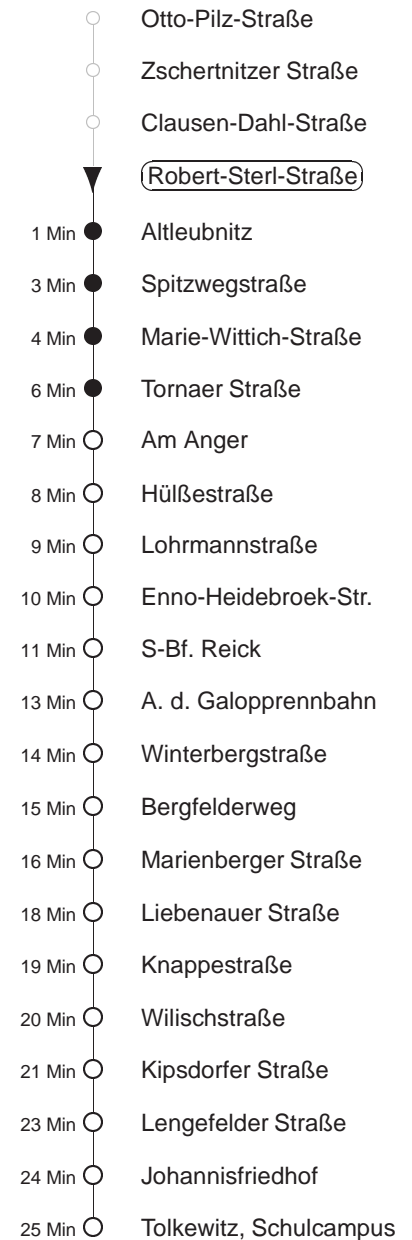 Otto-Pilz-Straße
Zschertnitzer Straße
Clausen-Dahl-Straße
Robert-Sterl-Straße
1 Min Altleubnitz
3 Min Spitzwegstraße
4 Min Marie-Wittich-Straße
6 Min Tornaer Straße
7 Min Am Anger
8 Min Hülßestraße
9 Min Lohrmannstraße
10 Min Enno-Heidebroek-Str.
11 Min S-Bf. Reick
13 Min A. d. Galopprennbahn
14 Min Winterbergstraße
15 Min Bergfelderweg
16 Min Marienberger Straße
18 Min Liebenauer Straße
19 Min Knappestraße
20 Min Wilischstraße
21 Min Kipsdorfer Straße
23 Min Lengefelder Straße
24 Min Johannisfriedhof
25 Min Tolkewitz, Schulcampus